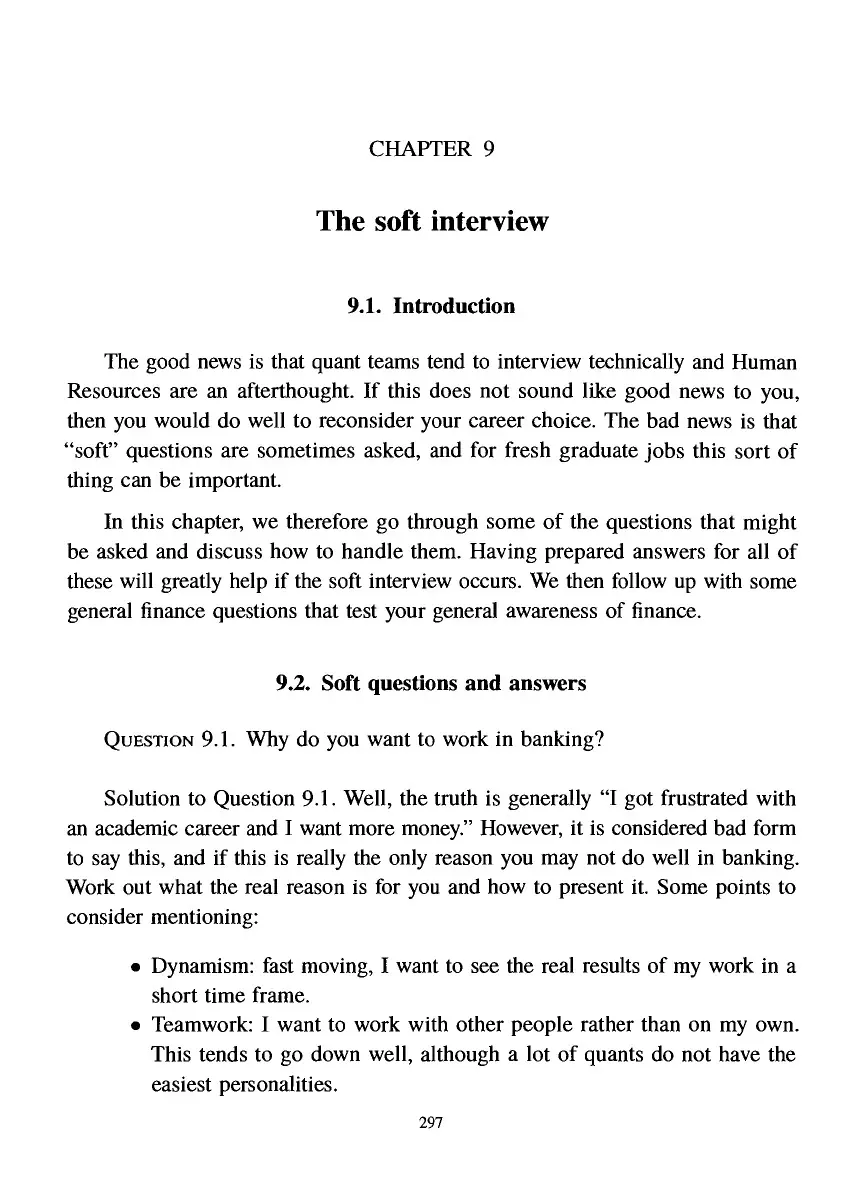 CHAPTER 9
The soft interview
9.1. Introduction
The good news is that quant teams tend to interview technically and Human
Resources are an afterthought. If this does not sound like good news to you,
then you would do well to reconsider your career choice. The bad news is that
“soft” questions are sometimes asked, and for fresh graduate jobs this sort of
thing can be important.
In this chapter, we therefore go through some of the questions that might
be asked and discuss how to handle them. Having prepared answers for all of
these will greatly help if the soft interview occurs. We then follow up with some
general finance questions that test your general awareness of finance.
9.2. Soft questions and answers
QUESTION 9.1. Why do you want to work in banking?
Solution to Question 9.1. Well, the truth is generally “I got frustrated with
an academic career and I want more money.” However, it is considered bad form
to say this, and if this is really the only reason you may not do well in banking.
Work out what the real reason is for you and how to present it. Some points to
consider mentioning:
• Dynamism: fast moving, I want to see the real results of my work in a
short time frame.
• Teamwork: I want to work with other people rather than on my own.
This tends to go down well, although a lot of quants do not have the
easiest personalities.
297